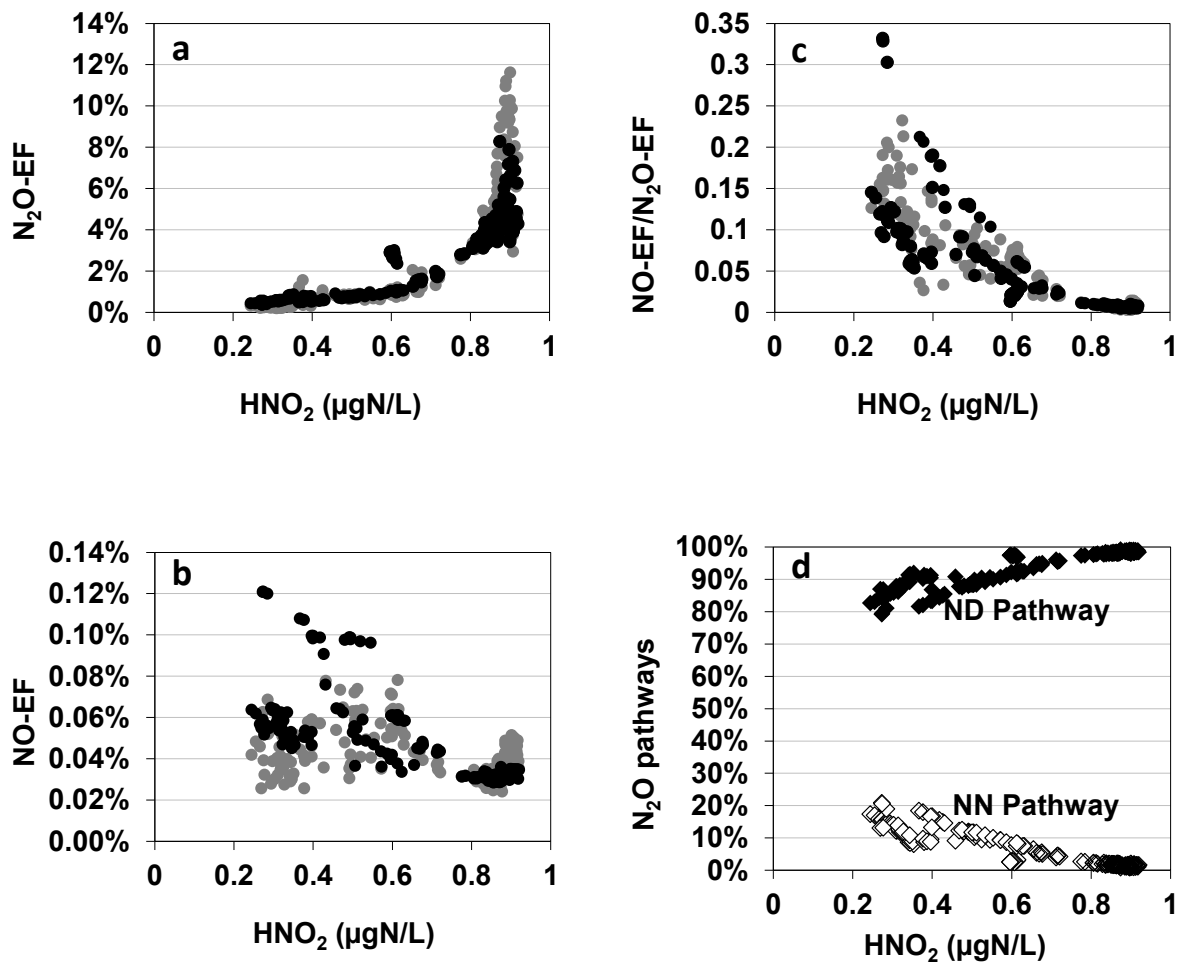 a
14%
12%
10%
8%
6%
4%
2%
0%
N₂O-EF
0 0.2 0.4 0.6 0.8 1
HNO₂ (µgN/L)
c
0.35
0.3
0.25
0.2
0.15
0.1
0.05
0
NO-EF/N₂O-EF
0 0.2 0.4 0.6 0.8 1
HNO₂ (µgN/L)
b
0.14%
0.12%
0.10%
0.08%
0.06%
0.04%
0.02%
0.00%
NO-EF
0 0.2 0.4 0.6 0.8 1
HNO₂ (µgN/L)
d
100%
90%
80%
70%
60%
50%
40%
30%
20%
10%
0%
N₂O pathways
ND Pathway
NN Pathway
0 0.2 0.4 0.6 0.8 1
HNO₂ (µgN/L)